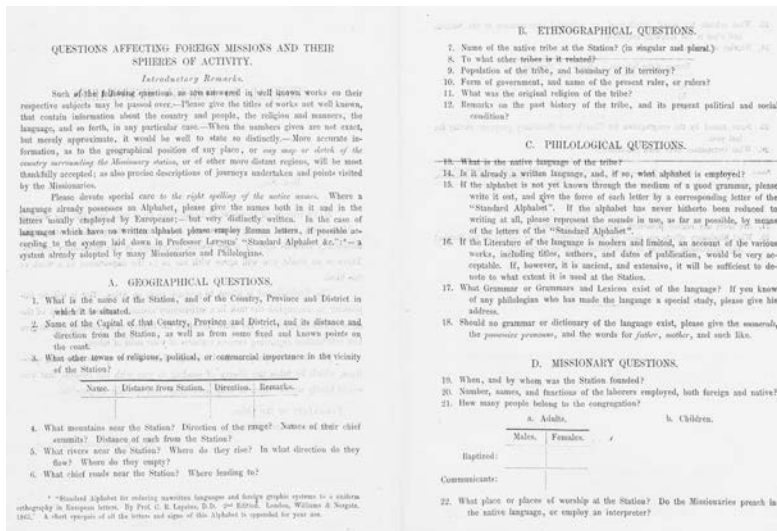 QUESTIONS AFFECTING FOREIGN MISSIONS AND THEIR
SPHERES OF ACTIVITY.
Introductory Remarks.
Such of the following questions as are answered in well known works on their
respective subjects may be passed over.—Please give the titles of works not well known,
that contain information about the country and people, the religion and manners, the
language, and so forth, in any particular case.—When the numbers given are not exact,
but merely approximate, it would be well to state so distinctly.—More accurate in-
formation, as to the geographical position of any place, or any map or sketch of the
country surrounding the Missionary station, or of other more distant regions, will be most
thankfully accepted; as also precise descriptions of journeys undertaken and points visited
by the Missionaries.
Please devote special care to the right spelling of the native names. Where a
language already possesses an Alphabet, please give the names both in it and in the
letters usually employed by Europeans—but very distinctly written. In the case of
languages which have no written alphabet please employ Roman letters, if possible ac-
cording to the system laid down in Professor Lepsius' "Standard Alphabet &c.":*—a
system already adopted by many Missionaries and Philologians.
A. GEOGRAPHICAL QUESTIONS.
1. What is the name of the Station, and of the Country, Province and District in
which it is situated.
2. Name of the Capital of that Country, Province and District, and its distance and
direction from the Station, as well as from some fixed and known points on
the coast.
3. What other towns of religious, political, or commercial importance in the vicinity
of the Station?
Name. Distance from Station. Direction. Remarks.
4. What mountains near the Station? Direction of the range? Names of their chief
summits? Distance of each from the Station?
5. What rivers near the Station? Where do they rise? In what direction do they
flow? Where do they empty?
6. What chief roads near the Station? Where leading to?
* "Standard Alphabet for reducing unwritten languages and foreign graphic systems to a uniform
orthography in European letters. By Prof. C. R. Lepsius, D.D. 2nd Edition. London, Williams & Norgate,
1863." A short synopsis of all the letters and signs of this Alphabet is appended for your use.
B. ETHNOGRAPHICAL QUESTIONS.
7. Name of the native tribe at the Station? (in singular and plural.)
8. To what other tribes is it related?
9. Population of the tribe, and boundary of its territory?
10. Form of government, and name of the present ruler, or rulers?
11. What was the original religion of the tribe?
12. Remarks on the past history of the tribe, and its present political and social
condition?
C. PHILOLOGICAL QUESTIONS.
13. What is the native language of the tribe?
14. Is it already a written language, and, if so, what alphabet is employed?
15. If the alphabet is not yet known through the medium of a good grammar, please
write it out, and give the force of each letter by a corresponding letter of the
"Standard Alphabet". If the alphabet has never hitherto been reduced to
writing at all, please represent the sounds in use, as far as possible, by means
of the letters of the "Standard Alphabet".
16. If the Literature of the language is modern and limited, an account of the various
works, including titles, authors, and dates of publication, would be very ac-
ceptable. If, however, it is ancient, and extensive, it will be sufficient to de-
note to what extent it is used at the Station.
17. What Grammar or Grammars and Lexicon exist of the language? If you know
of any philologian who has made the language a special study, please give his
address.
18. Should no grammar or dictionary of the language exist, please give the numerals,
the possessive pronouns, and the words for father, mother, and such like.
D. MISSIONARY QUESTIONS.
19. When, and by whom was the Station founded?
20. Number, names, and functions of the laborers employed, both foreign and native?
21. How many people belong to the congregation?
a. Adults. b. Children.
Males. Females.
Baptized:
Communicants:
22. What place or places of worship at the Station? Do the Missionaries preach in
the native language, or employ an interpreter?